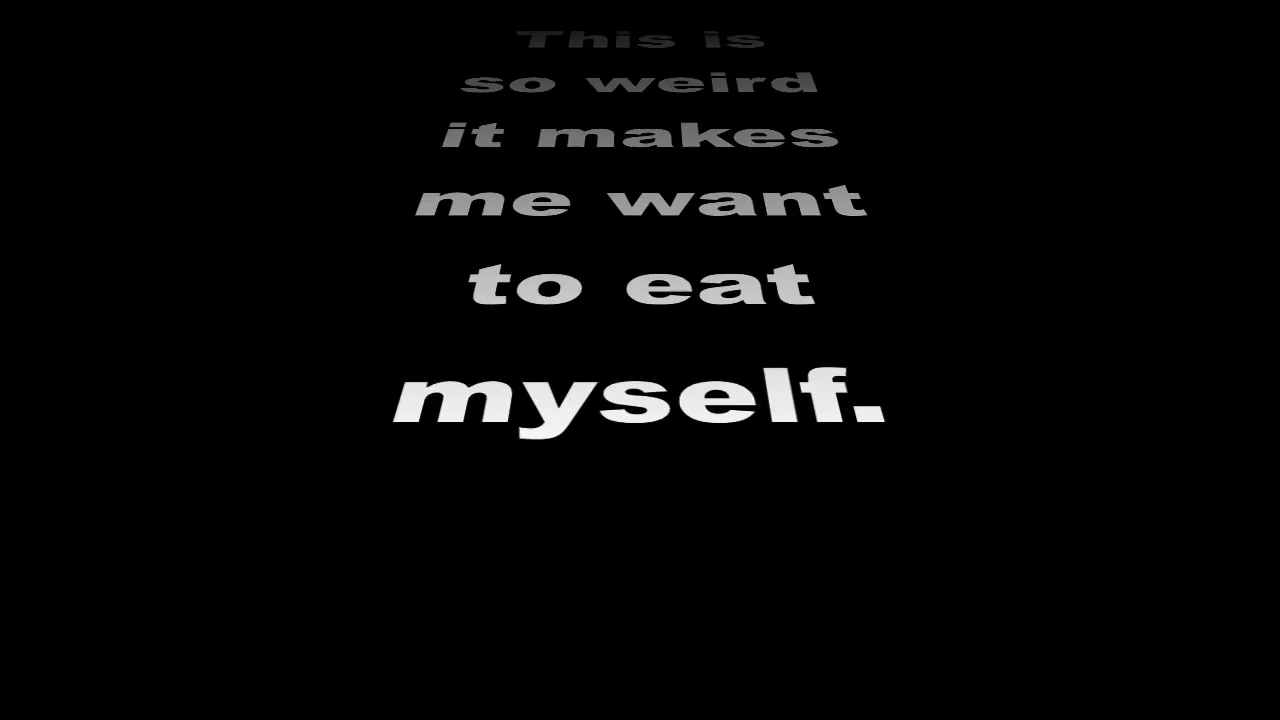 This is
so weird
it makes
me want
to eat
myself.